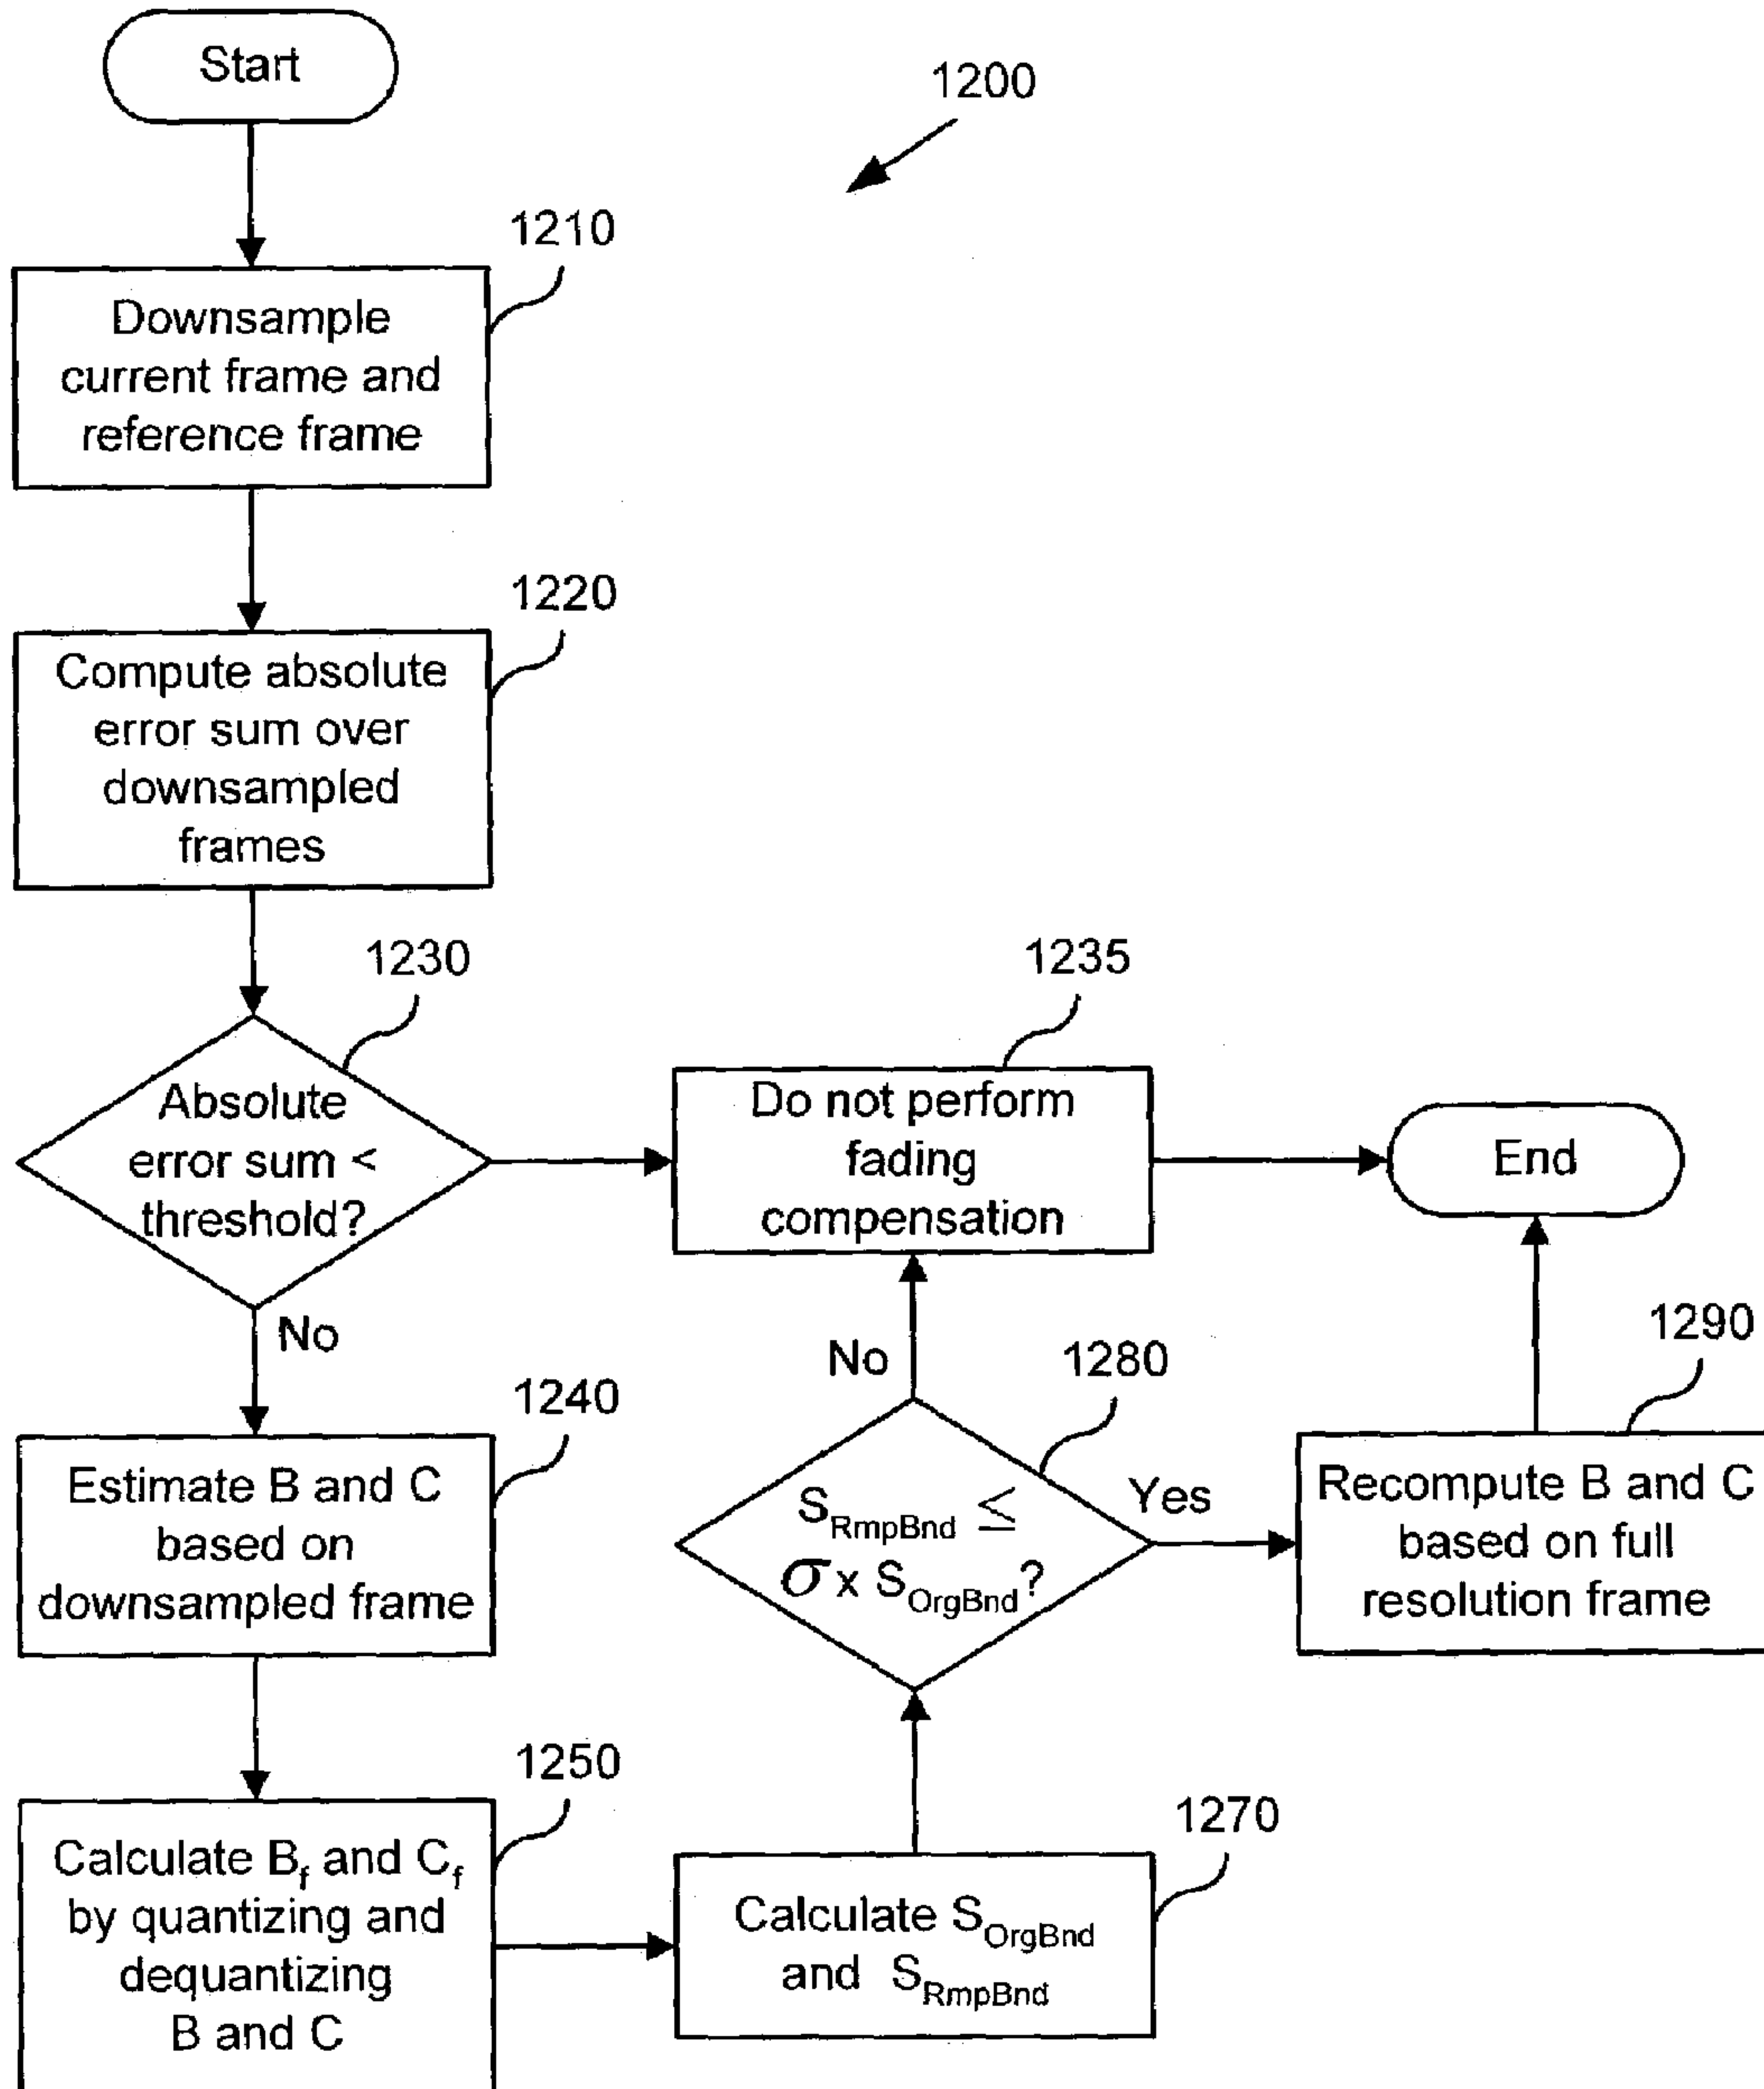 Start
1200
1210
Downsample
current frame and
reference frame
1220
Compute absolute
error sum over
downsampled
frames
1230
Absolute
error sum <
threshold?
No
1235
Do not perform
fading
compensation
End
1240
Estimate B and C
based on
downsampled frame
1250
Calculate B_f and C_f
by quantizing and
dequantizing
B and C
1270
Calculate S_OrgBnd
and S_RmpBnd
1280
S_RmpBnd ≤
σ x S_OrgBnd?
No
Yes
1290
Recompute B and C
based on full
resolution frame